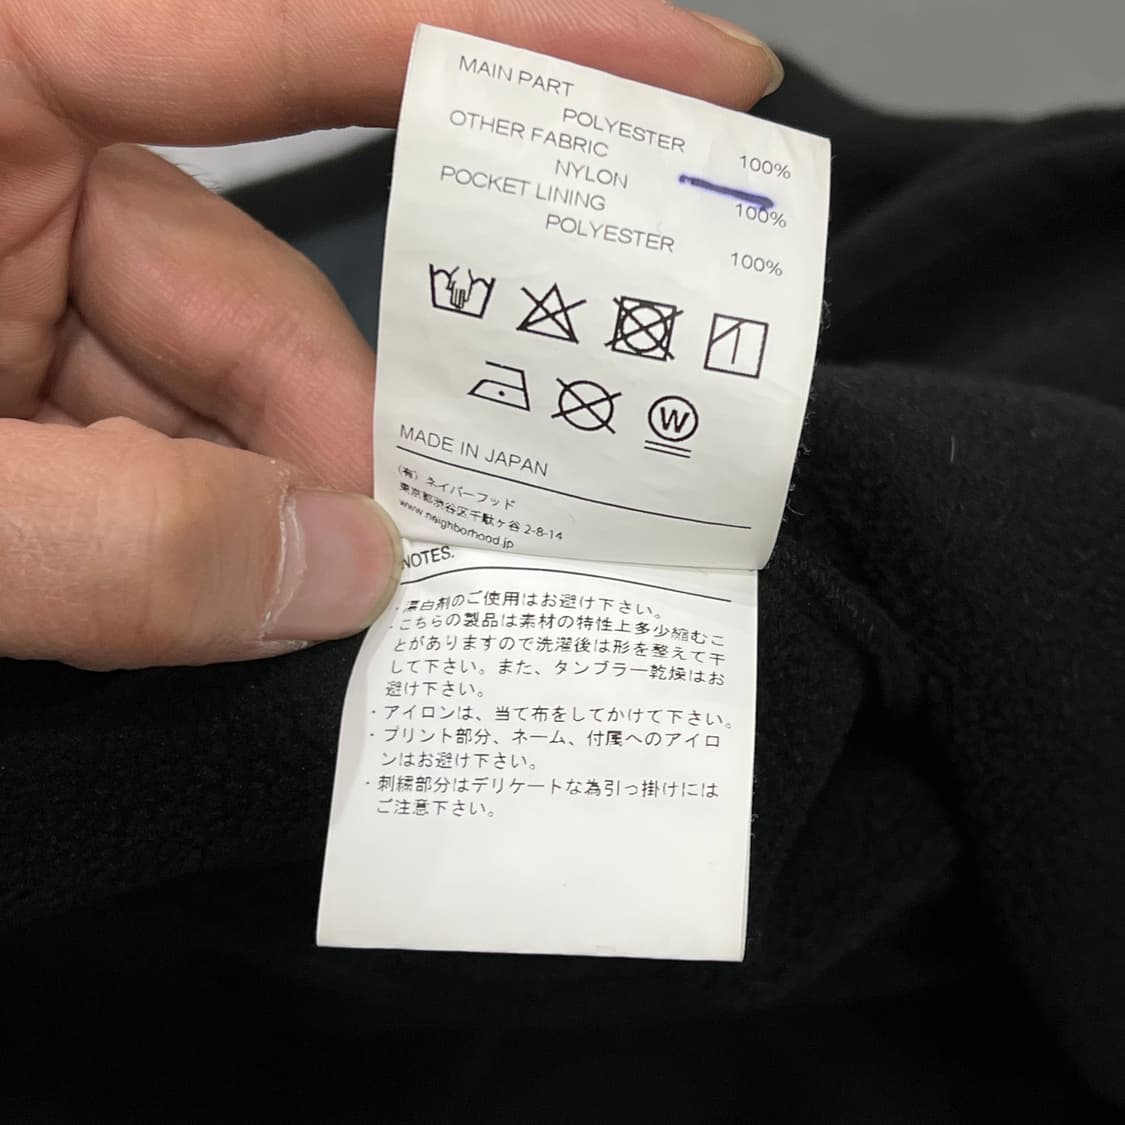 MAIN PART
POLYESTER 100%
OTHER FABRIC
NYLON 100%
POCKET LINING
POLYESTER 100%
W
MADE IN JAPAN
(有) ネイバーフッド
東京都渋谷区千駄ヶ谷 2-8-14
www.neighborhood.jp
NOTES.
・漂白剤のご使用はお避け下さい。
・こちらの製品は素材の特性上多少縮むこ
とがありますので洗濯後は形を整えて干
して下さい。また、タンブラー乾燥はお
避け下さい。
・アイロンは、当て布をしてかけて下さい。
・プリント部分、ネーム、付属へのアイロ
ンはお避け下さい。
・刺繍部分はデリケートな為引っ掛けには
ご注意下さい。